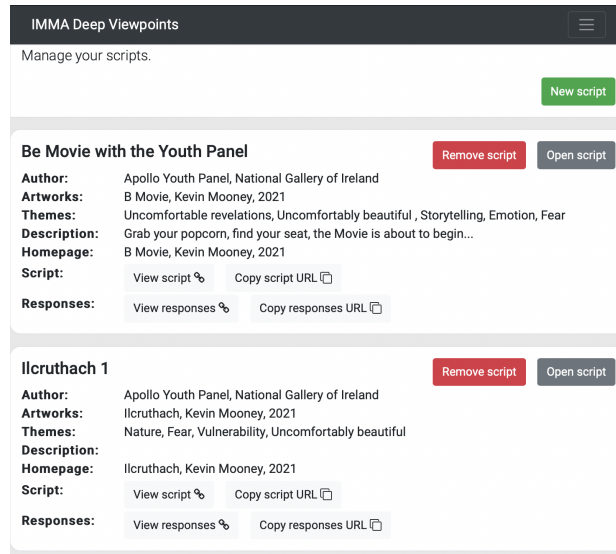 IMMA Deep Viewpoints
Manage your scripts.
New script
Be Movie with the Youth Panel
Remove script
Open script
Author: Apollo Youth Panel, National Gallery of Ireland
Artworks: B Movie, Kevin Mooney, 2021
Themes: Uncomfortable revelations, Uncomfortably beautiful , Storytelling, Emotion, Fear
Description: Grab your popcorn, find your seat, the Movie is about to begin...
Homepage: B Movie, Kevin Mooney, 2021
Script: View script Copy script URL
Responses: View responses Copy responses URL
Ilcruthach 1
Remove script
Open script
Author: Apollo Youth Panel, National Gallery of Ireland
Artworks: Ilcruthach, Kevin Mooney, 2021
Themes: Nature, Fear, Vulnerability, Uncomfortably beautiful
Description:
Homepage: Ilcruthach, Kevin Mooney, 2021
Script: View script Copy script URL
Responses: View responses Copy responses URL